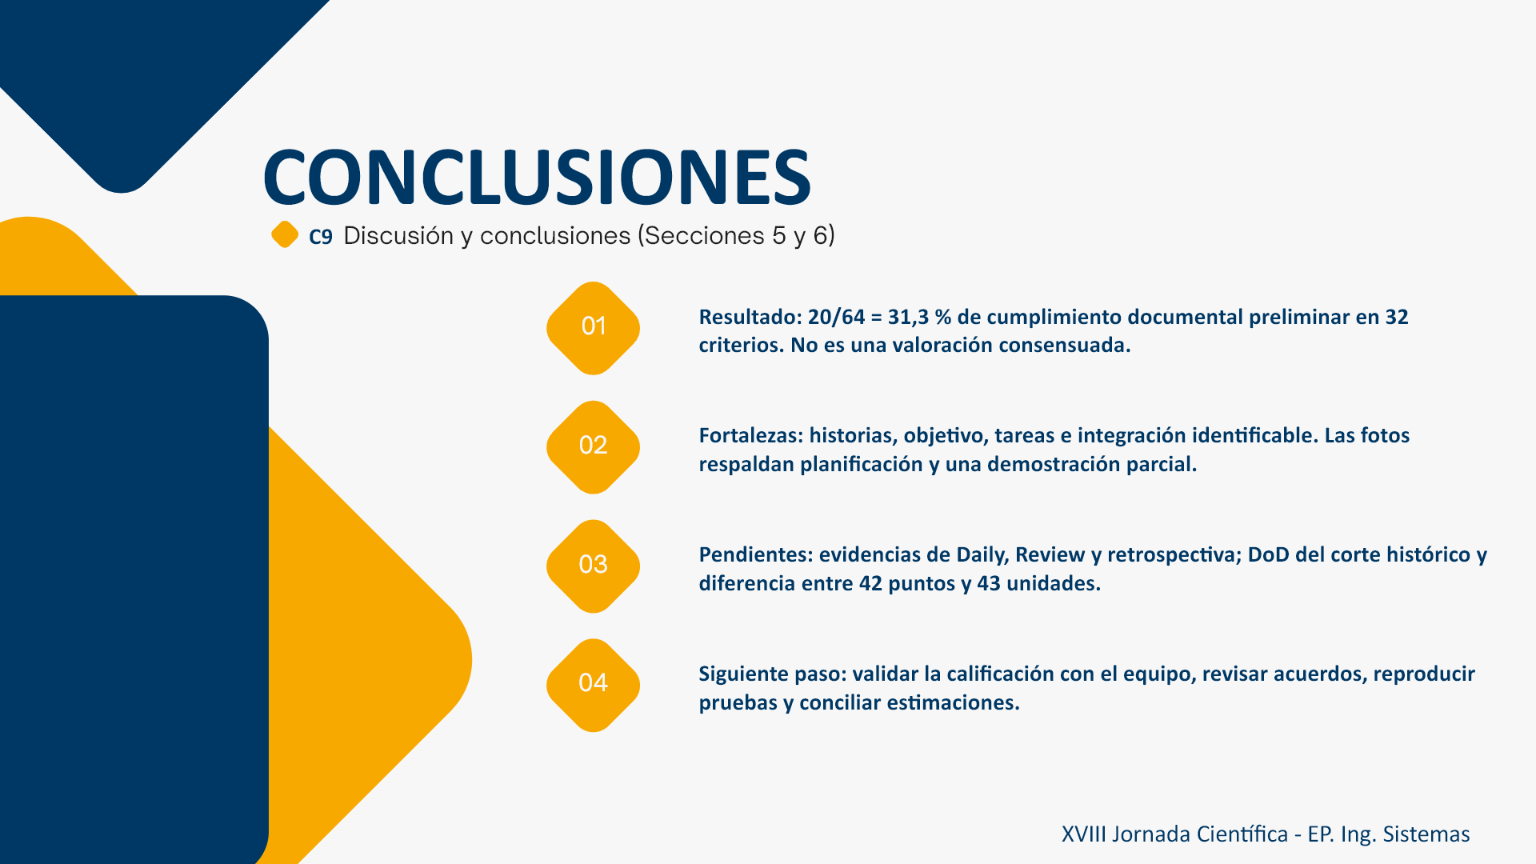 CONCLUSIONES
C9 Discusión y conclusiones (Secciones 5 y 6)
01
Resultado: 20/64 = 31,3 % de cumplimiento documental preliminar en 32
criterios. No es una valoración consensuada.
02
Fortalezas: historias, objetivo, tareas e integración identificable. Las fotos
respaldan planificación y una demostración parcial.
03
Pendientes: evidencias de Daily, Review y retrospectiva; DoD del corte histórico y
diferencia entre 42 puntos y 43 unidades.
04
Siguiente paso: validar la calificación con el equipo, revisar acuerdos, reproducir
pruebas y conciliar estimaciones.
XVIII Jornada Científica - EP. Ing. Sistemas